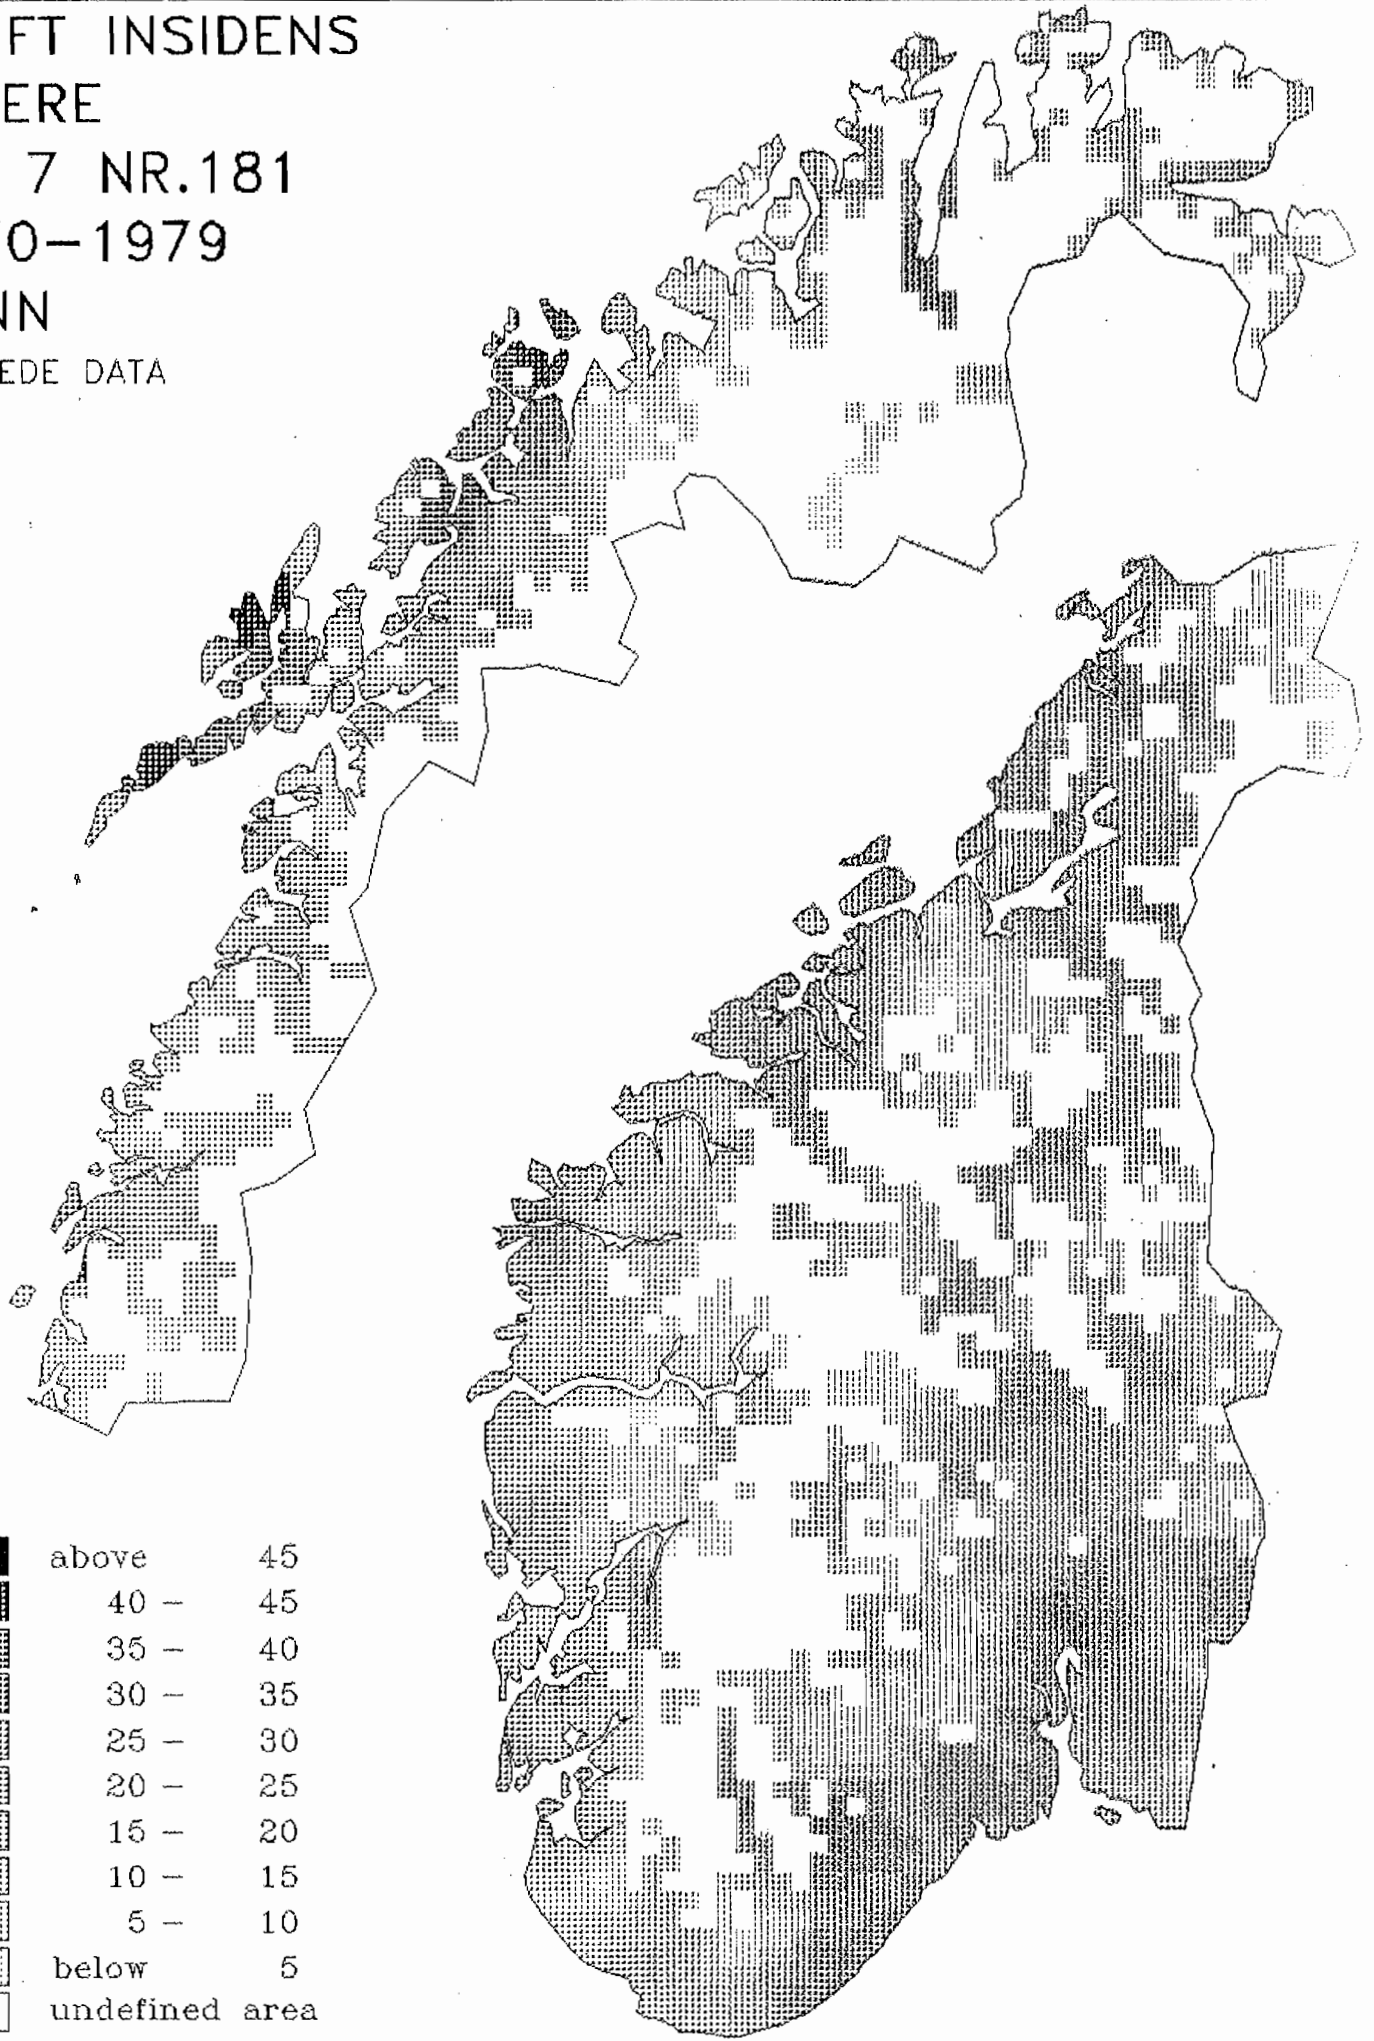 FT INSIDENS
ERE
7 NR.181
0-1979
NN
EDE DATA
above 45
40 - 45
35 - 40
30 - 35
25 - 30
20 - 25
15 - 20
10 - 15
5 - 10
below 5
undefined area